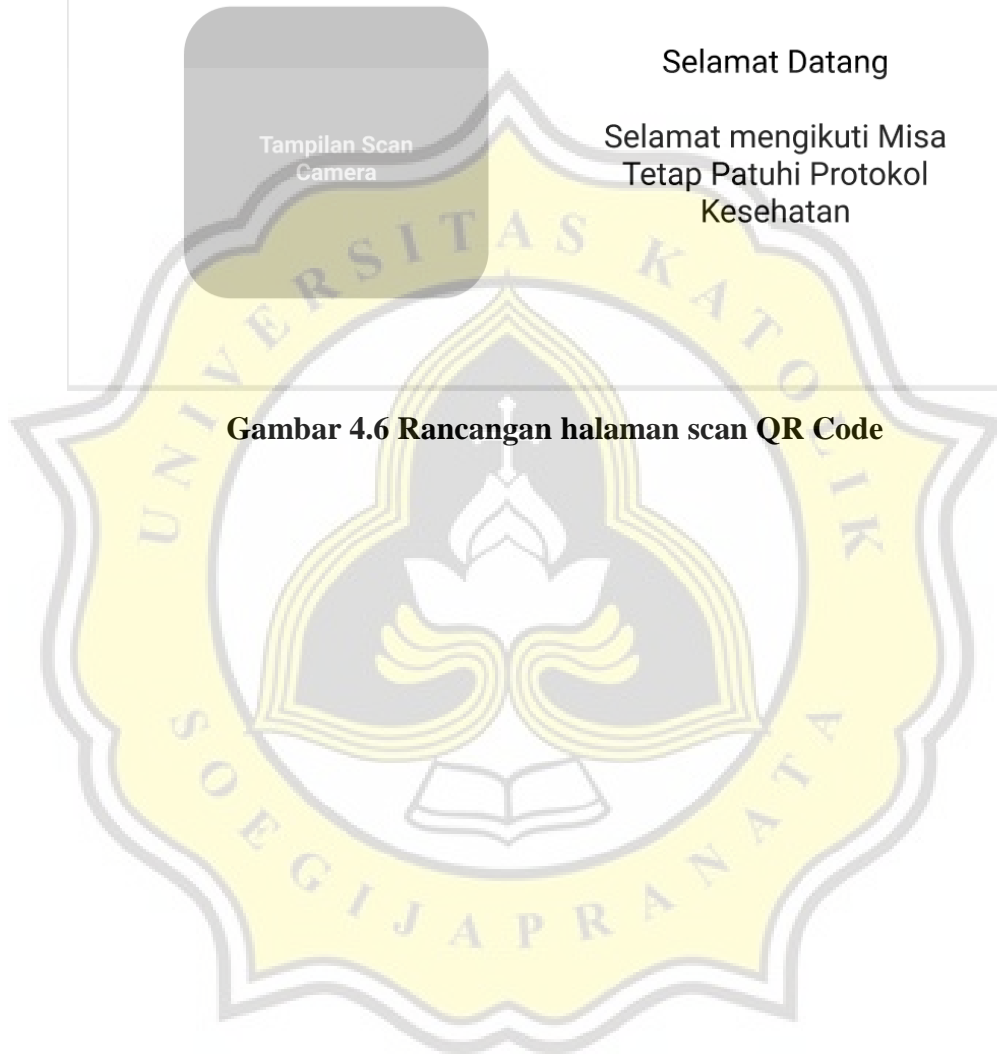 Tampilan Scan
Camera
Selamat Datang
Selamat mengikuti Misa
Tetap Patuhi Protokol
Kesehatan
Gambar 4.6 Rancangan halaman scan QR Code
UNIVERSITAS KATOLIK
SOEGIJAPRANATA